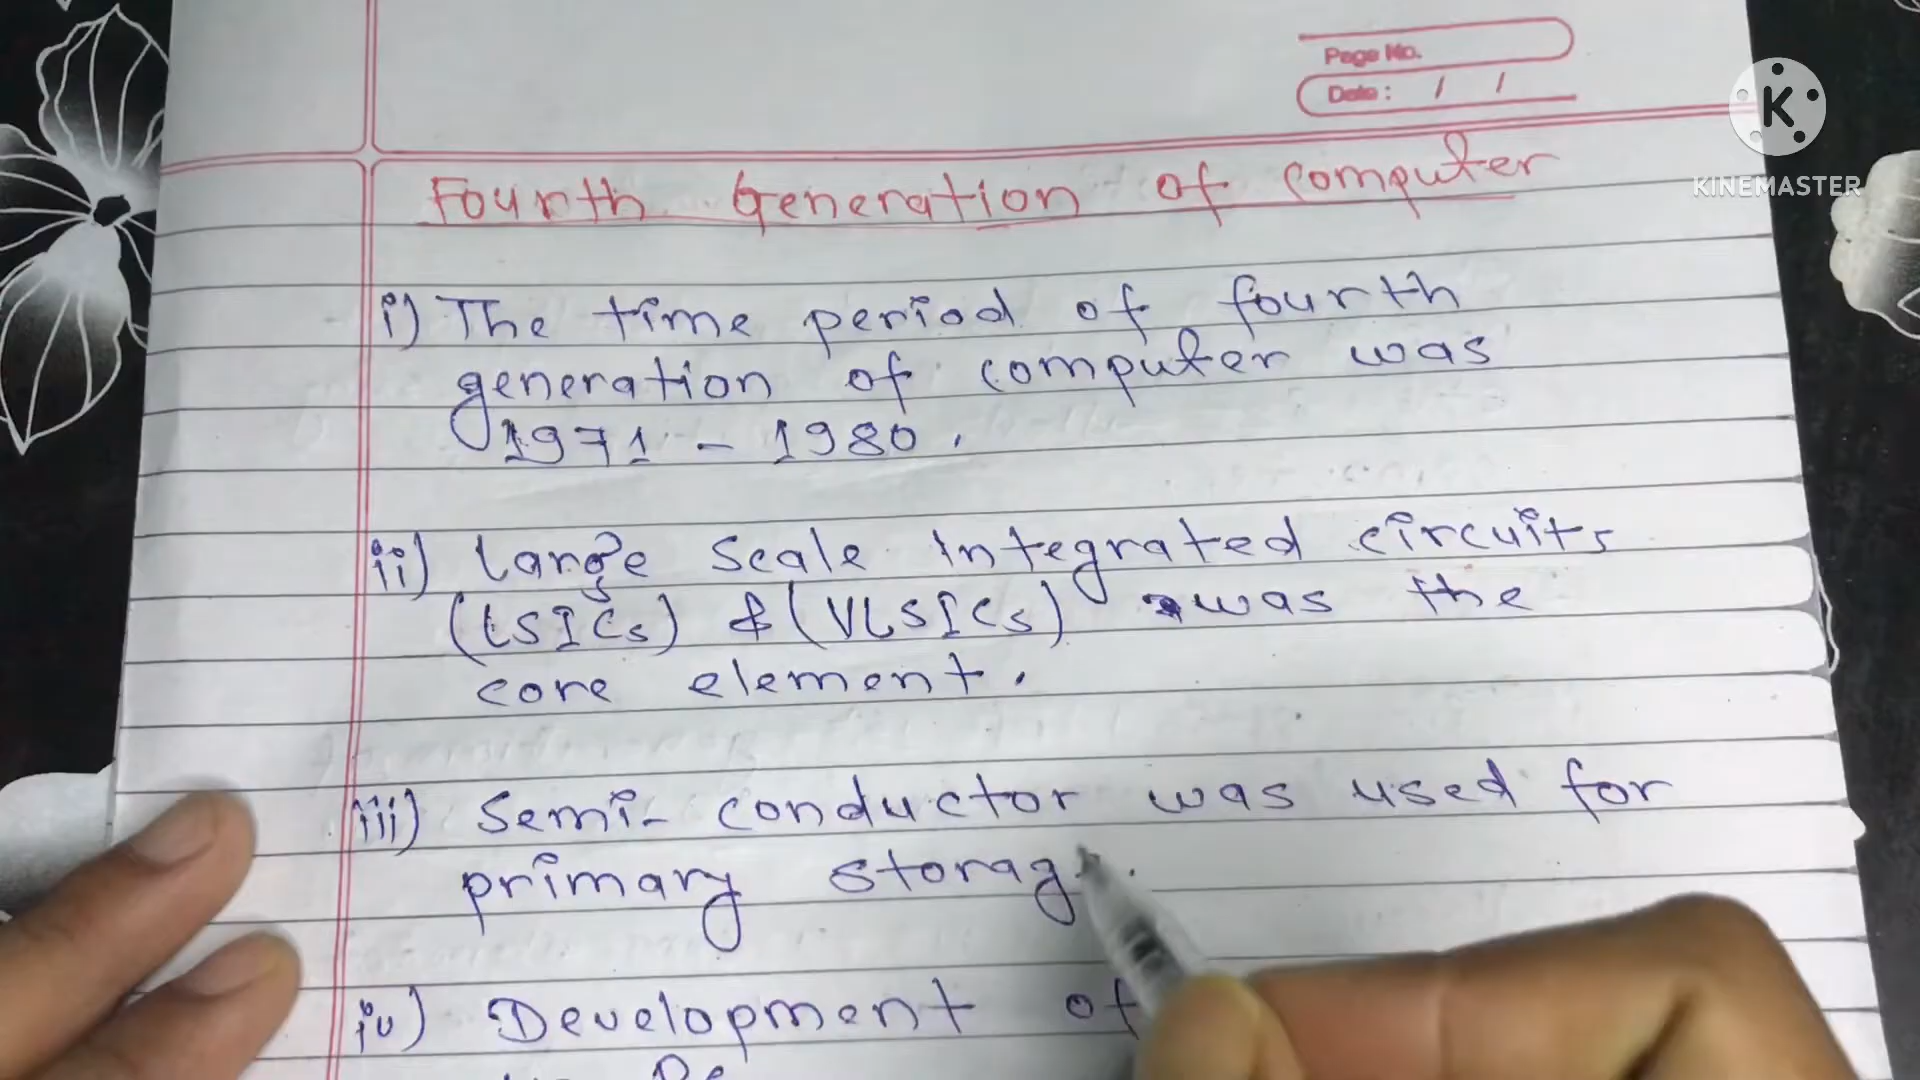 Page No.
Date : / /
KINEMASTER
Fourth Generation of computer
i) The time period of fourth
generation of computer was
1971 - 1980.
ii) Large scale Integrated circuits
(LSICs) & (VLSICs) was the
core element.
iii) Semi-conductor was used for
primary storag
iv) Development of